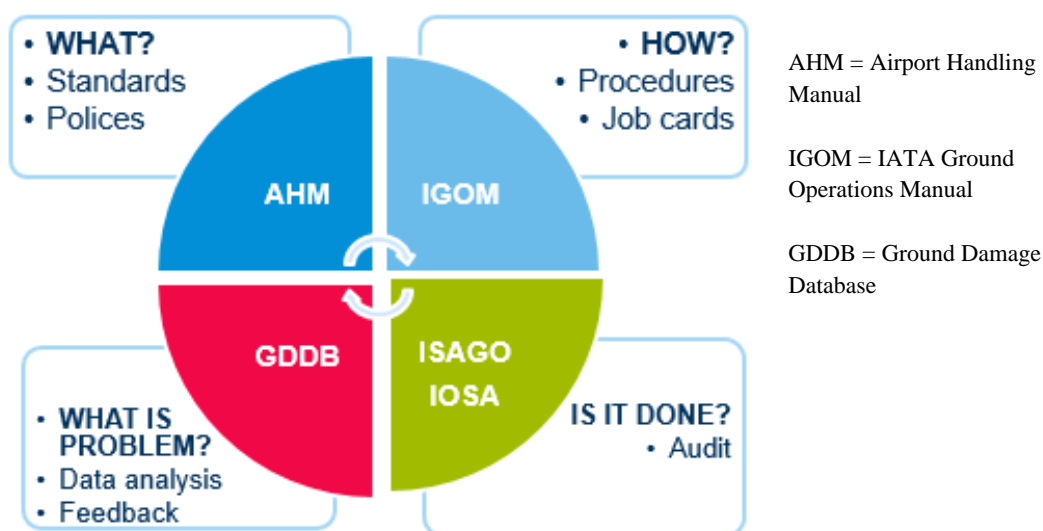 • WHAT?
• Standards
• Polices
• HOW?
• Procedures
• Job cards
AHM = Airport Handling
Manual
IGOM = IATA Ground
Operations Manual
GDDB = Ground Damage
Database
AHM
IGOM
GDDB
ISAGO
IOSA
• WHAT IS
PROBLEM?
• Data analysis
• Feedback
IS IT DONE?
• Audit